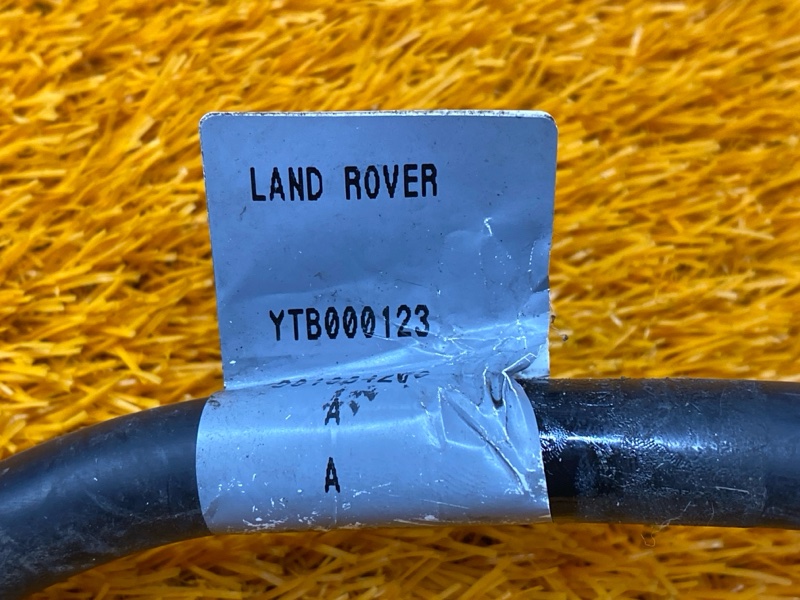 LAND ROVER
YTB000123
A
A